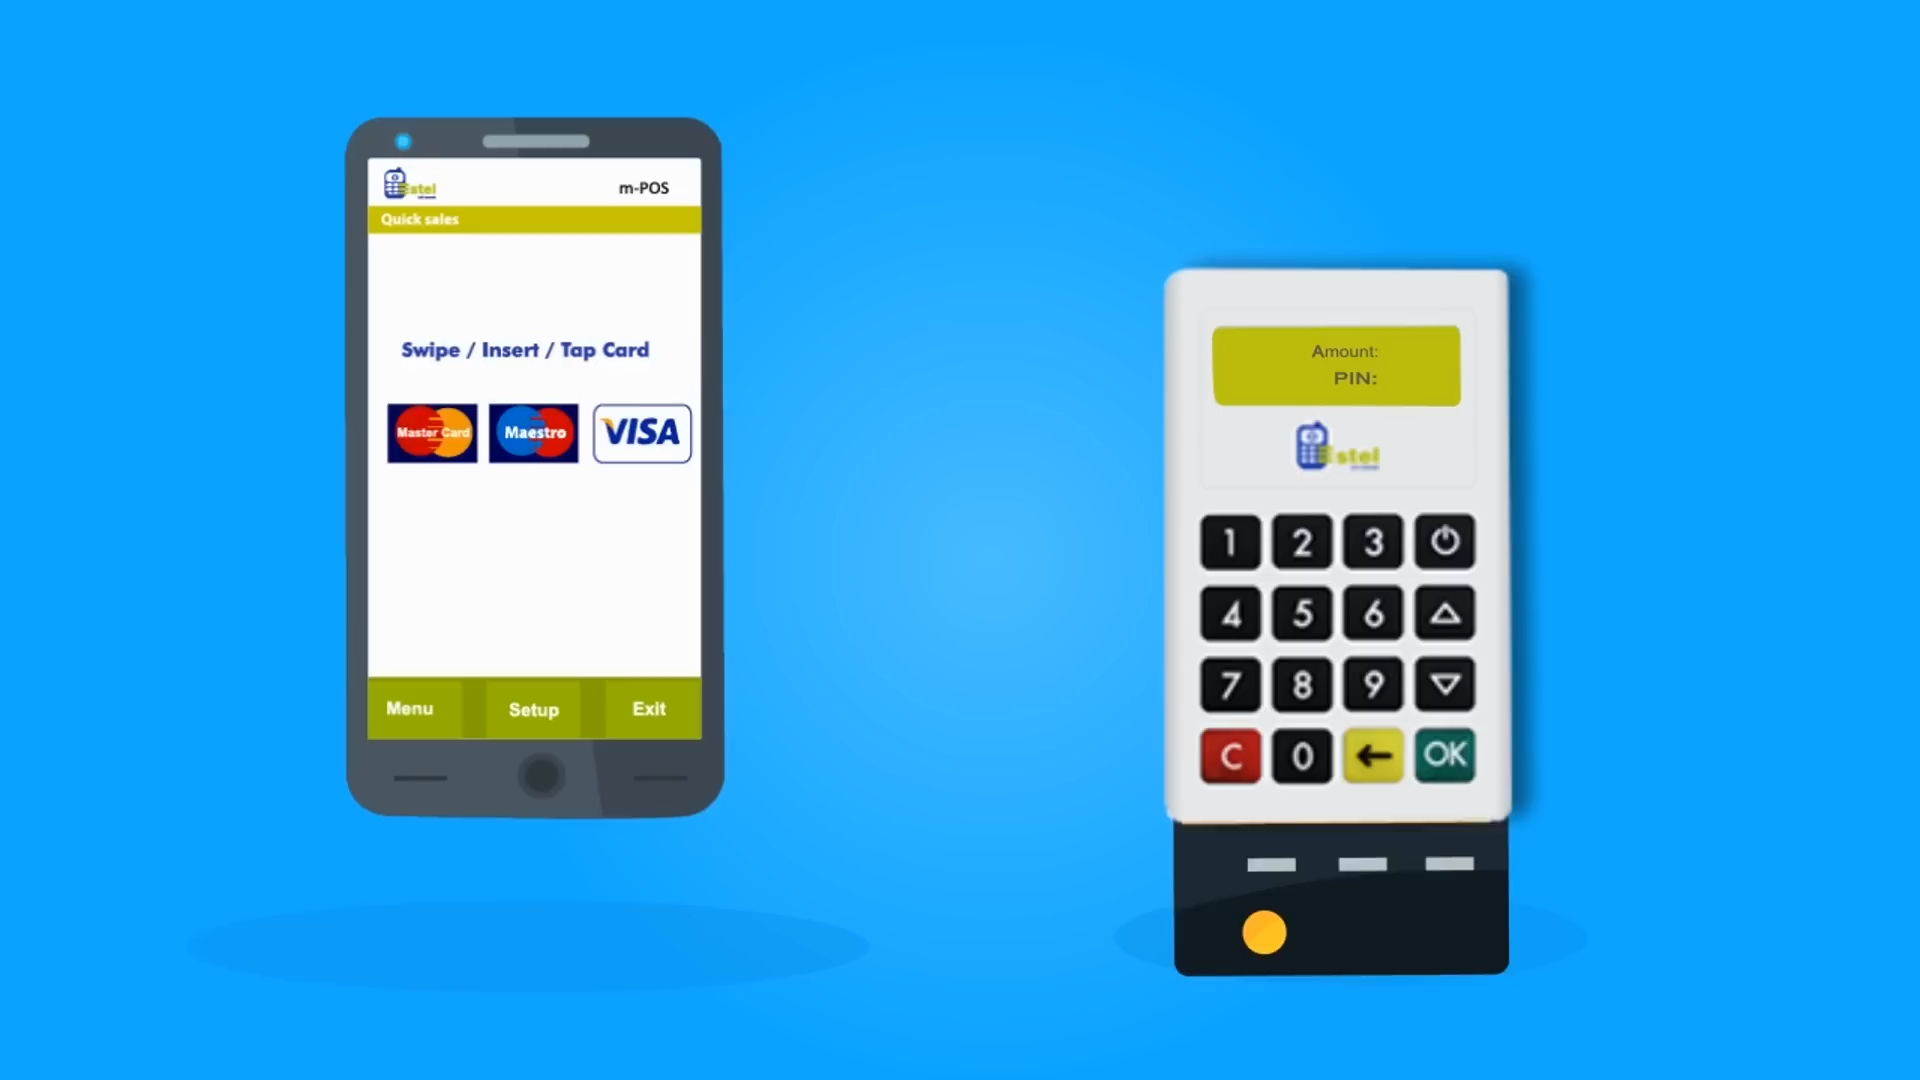 Estel
m-POS
Quick sales
Swipe / Insert / Tap Card
Master Card
Maestro
VISA
Menu
Setup
Exit
Amount:
PIN:
Estel
1 2 3
4 5 6
7 8 9
C 0 OK